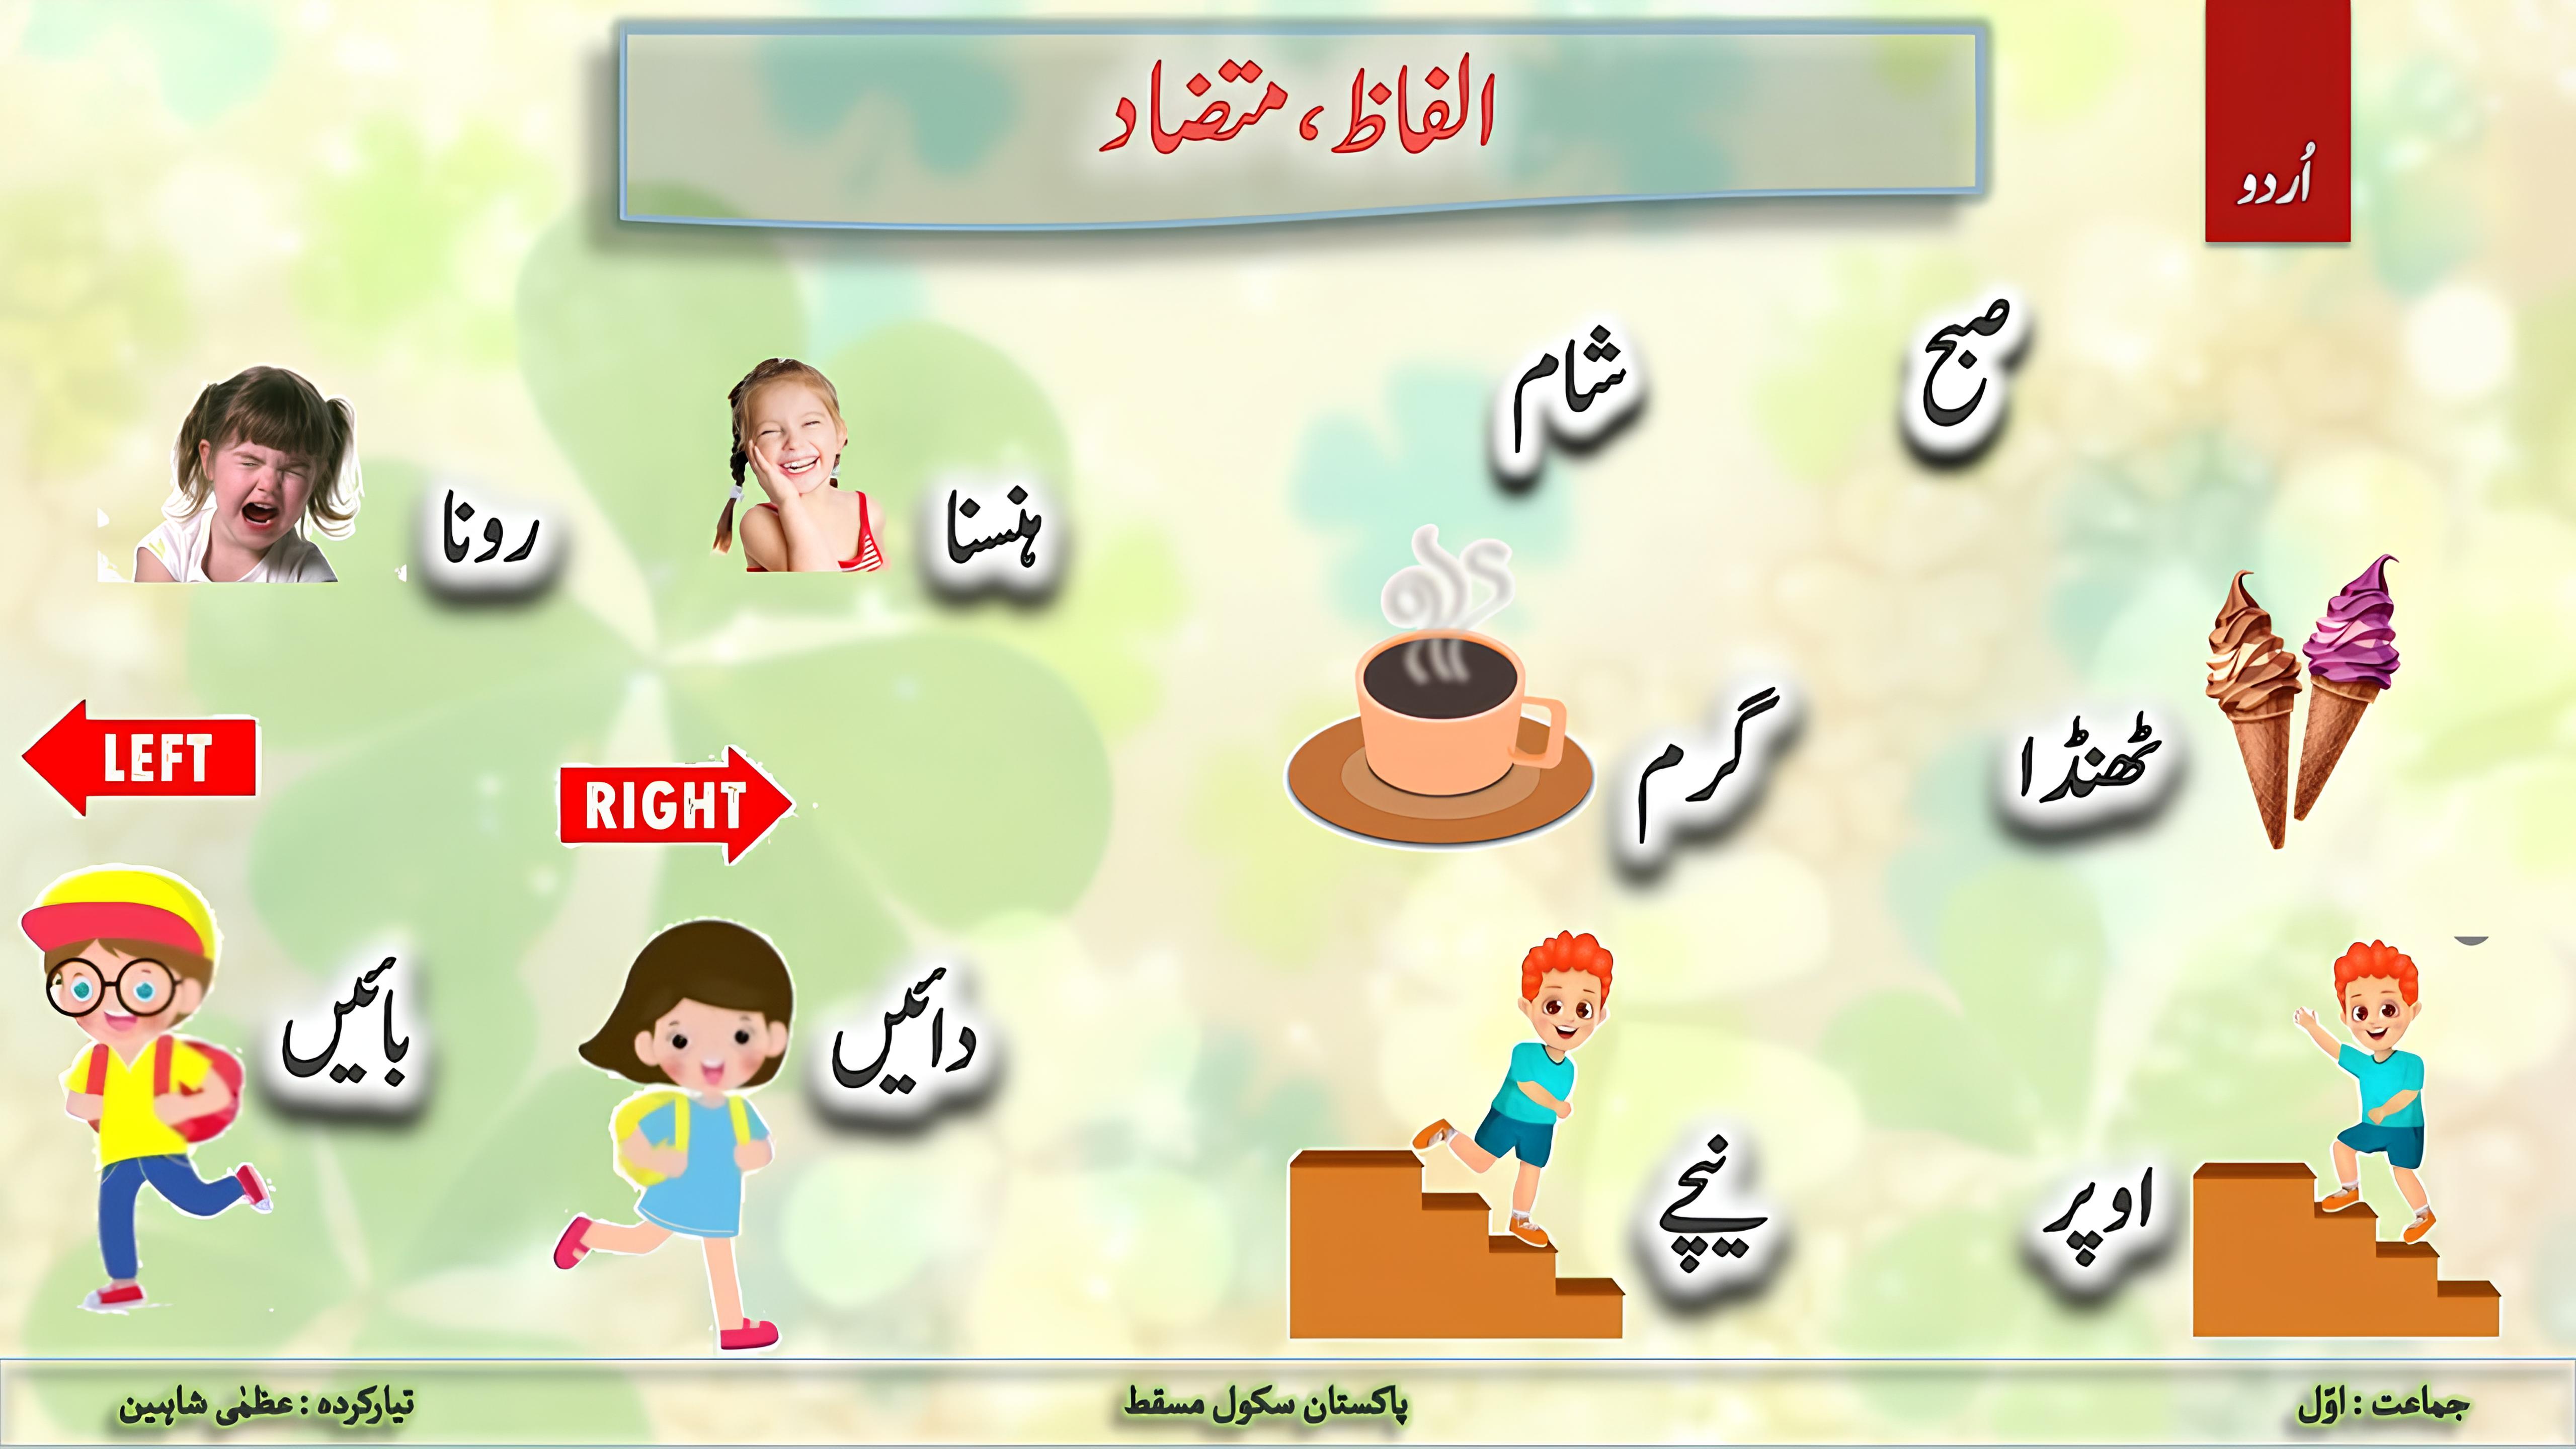 اُردو
الفاظ، متضاد
صبح
شام
ٹھنڈا
گرم
اوپر
نیچے
ہنسنا
رونا
RIGHT
LEFT
دائیں
بائیں
جماعت : اوّل
پاکستان سکول مسقط
تیارکردہ : عظمٰی شاہین